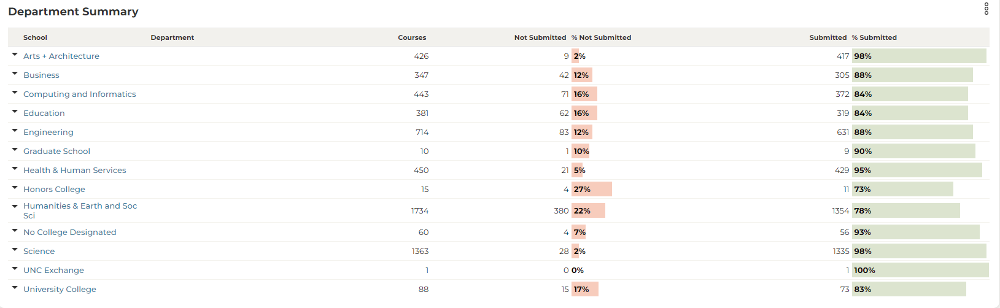 Department Summary
School Department Courses Not Submitted % Not Submitted Submitted % Submitted
Arts + Architecture 426 9 2% 417 98%
Business 347 42 12% 305 88%
Computing and Informatics 443 71 16% 372 84%
Education 381 62 16% 319 84%
Engineering 714 83 12% 631 88%
Graduate School 10 1 10% 9 90%
Health & Human Services 450 21 5% 429 95%
Honors College 15 4 27% 11 73%
Humanities & Earth and Soc
Sci 1734 380 22% 1354 78%
No College Designated 60 4 7% 56 93%
Science 1363 28 2% 1335 98%
UNC Exchange 1 0 0% 1 100%
University College 88 15 17% 73 83%